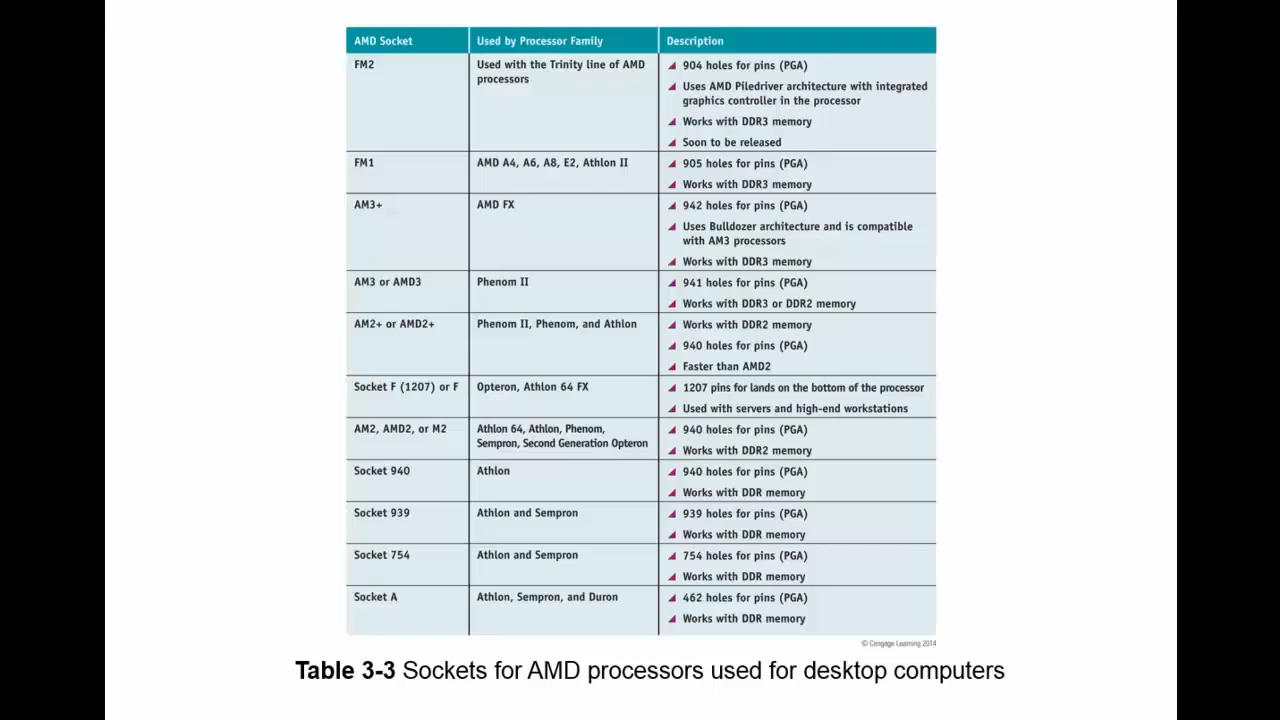 AMD Socket Used by Processor Family Description
FM2 Used with the Trinity line of AMD 904 holes for pins (PGA)
processors
Uses AMD Piledriver architecture with integrated
graphics controller in the processor
Works with DDR3 memory
Soon to be released
FM1 AMD A4, A6, A8, E2, Athlon II 905 holes for pins (PGA)
Works with DDR3 memory
AM3+ AMD FX 942 holes for pins (PGA)
Uses Bulldozer architecture and is compatible
with AM3 processors
Works with DDR3 memory
AM3 or AMD3 Phenom II 941 holes for pins (PGA)
Works with DDR3 or DDR2 memory
AM2+ or AMD2+ Phenom II, Phenom, and Athlon Works with DDR2 memory
940 holes for pins (PGA)
Faster than AMD2
Socket F (1207) or F Opteron, Athlon 64 FX 1207 pins for lands on the bottom of the processor
Used with servers and high-end workstations
AM2, AMD2, or M2 Athlon 64, Athlon, Phenom, 940 holes for pins (PGA)
Sempron, Second Generation Opteron
Works with DDR2 memory
Socket 940 Athlon 940 holes for pins (PGA)
Works with DDR memory
Socket 939 Athlon and Sempron 939 holes for pins (PGA)
Works with DDR memory
Socket 754 Athlon and Sempron 754 holes for pins (PGA)
Works with DDR memory
Socket A Athlon, Sempron, and Duron 462 holes for pins (PGA)
Works with DDR memory
© Cengage Learning 2014
Table 3-3 Sockets for AMD processors used for desktop computers